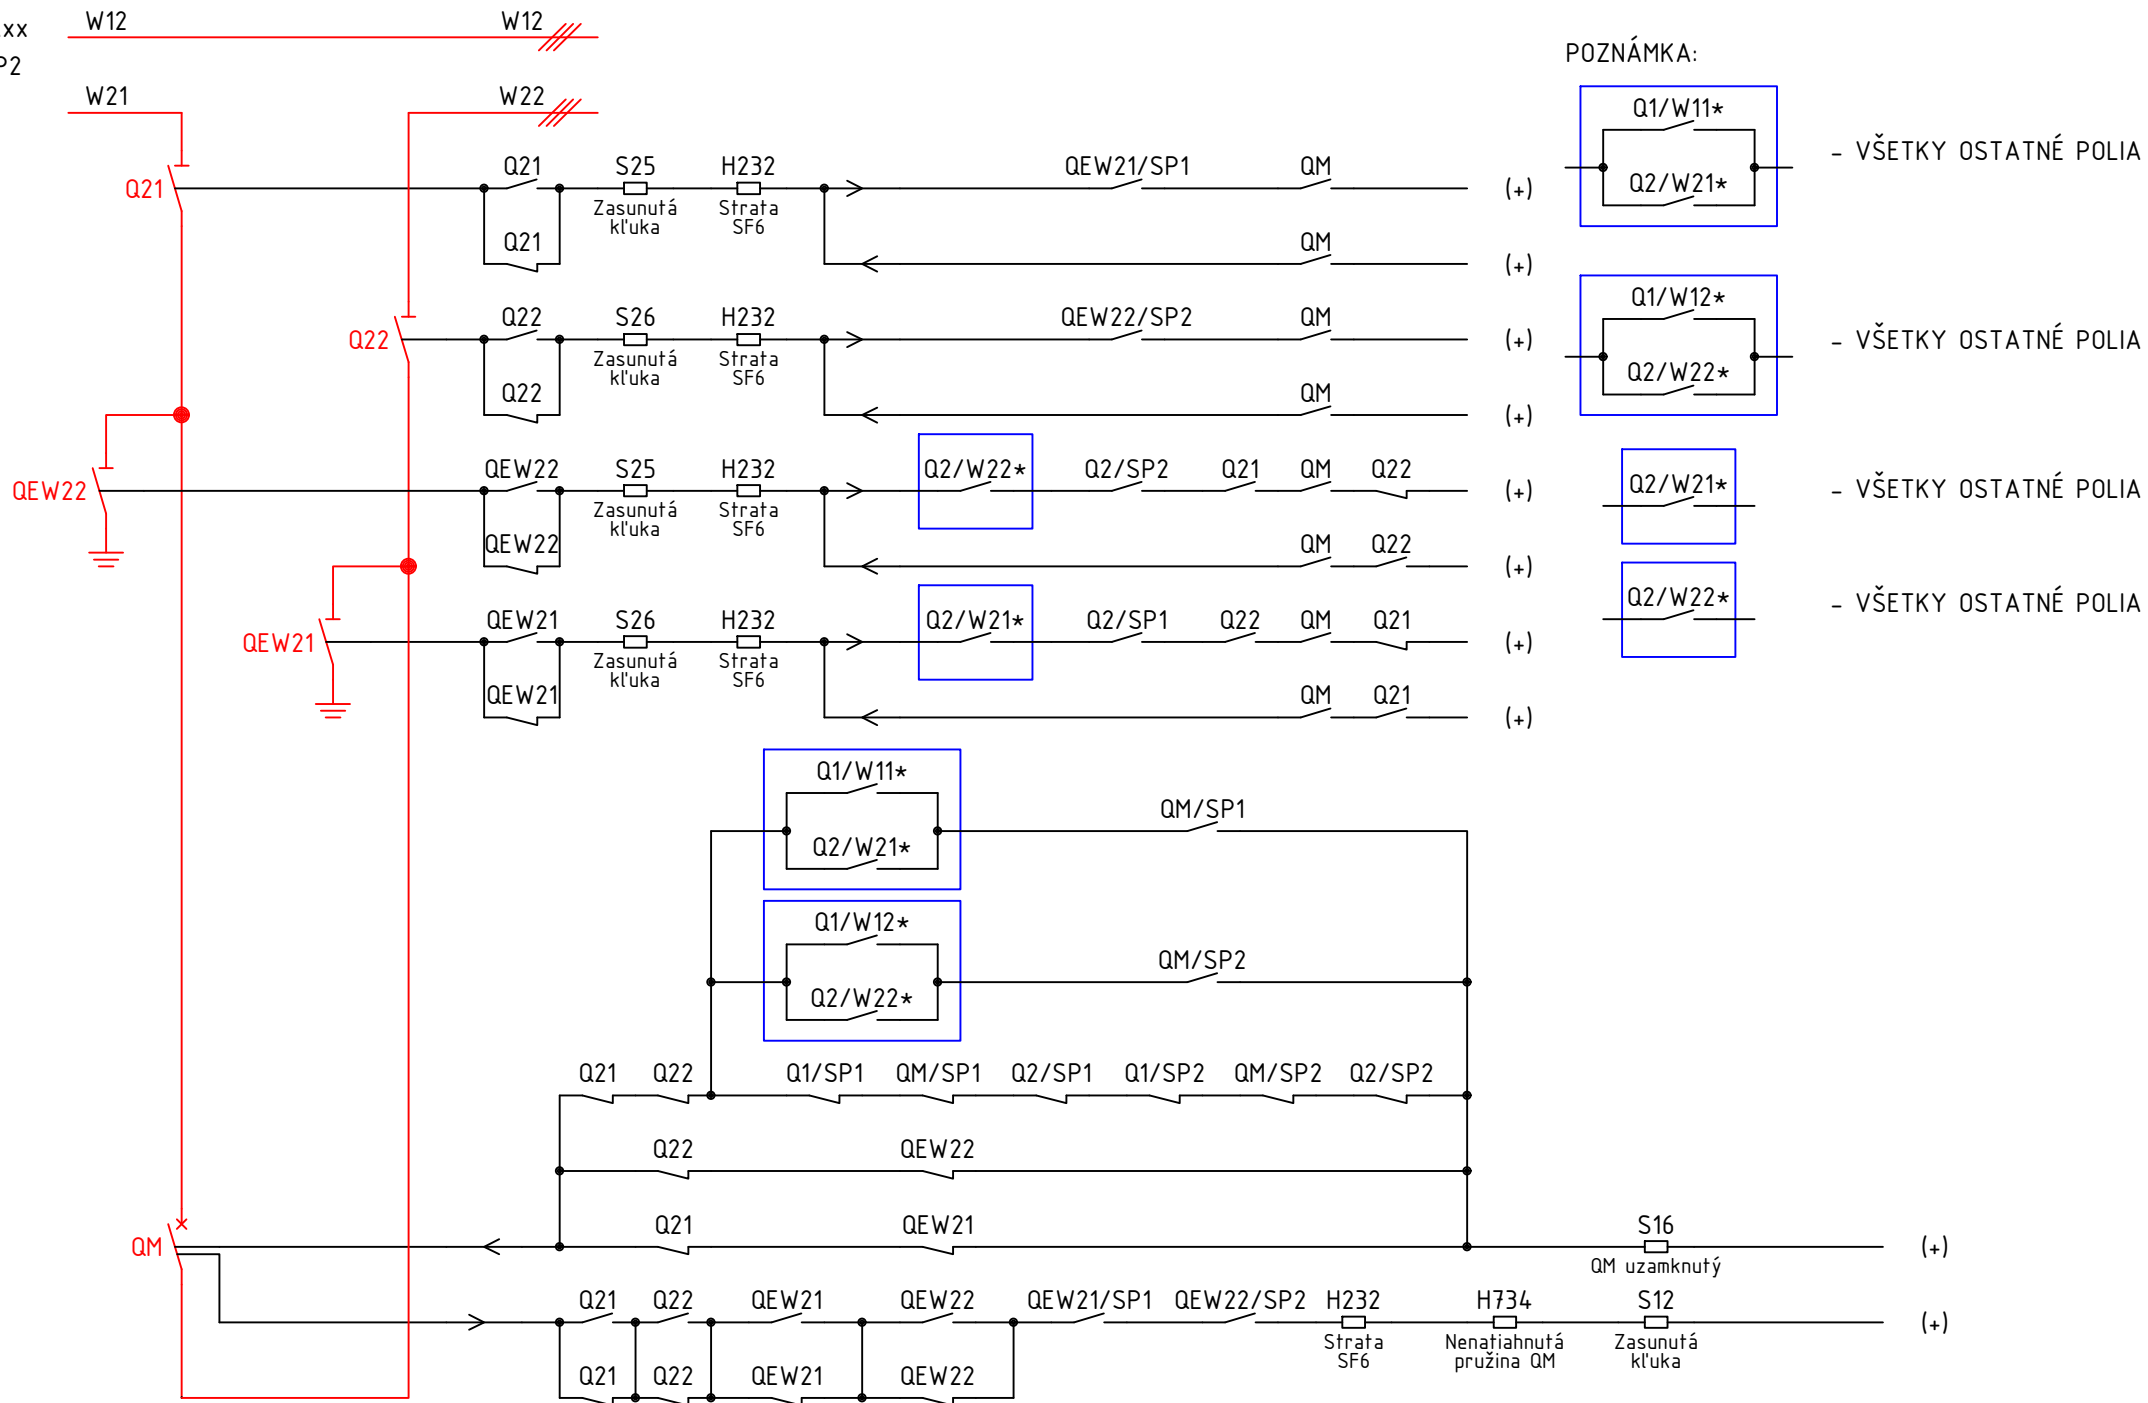 xx W12 W12
P2
W21 W22
POZNÁMKA:
Q1/W11*
Q2/W21*
- VŠETKY OSTATNÉ POLIA
Q21 Q21 S25 H232 QEW21/SP1 QM (+)
Zasunutá kľuka Strata SF6
Q21 QM (+)
Q1/W12*
Q2/W22*
- VŠETKY OSTATNÉ POLIA
Q22 Q22 S26 H232 QEW22/SP2 QM (+)
Zasunutá kľuka Strata SF6
Q22 QM (+)
QEW22 QEW22 S25 H232 Q2/W22* Q2/SP2 Q21 QM Q22 (+)
Zasunutá kľuka Strata SF6
Q2/W21* - VŠETKY OSTATNÉ POLIA
QEW22 QM Q22 (+)
Q2/W22* - VŠETKY OSTATNÉ POLIA
QEW21 QEW21 S26 H232 Q2/W21* Q2/SP1 Q22 QM Q21 (+)
Zasunutá kľuka Strata SF6
QEW21 QM Q21 (+)
Q1/W11*
QM/SP1
Q2/W21*
Q1/W12*
QM/SP2
Q2/W22*
Q21 Q22 Q1/SP1 QM/SP1 Q2/SP1 Q1/SP2 QM/SP2 Q2/SP2
Q22 QEW22
QM Q21 QEW21 S16 (+)
QM uzamknutý
Q21 Q22 QEW21 QEW22 QEW21/SP1 QEW22/SP2 H232 H734 S12 (+)
Strata SF6 Nenatiahnutá pružina QM Zasunutá kľuka
Q21 Q22 QEW21 QEW22